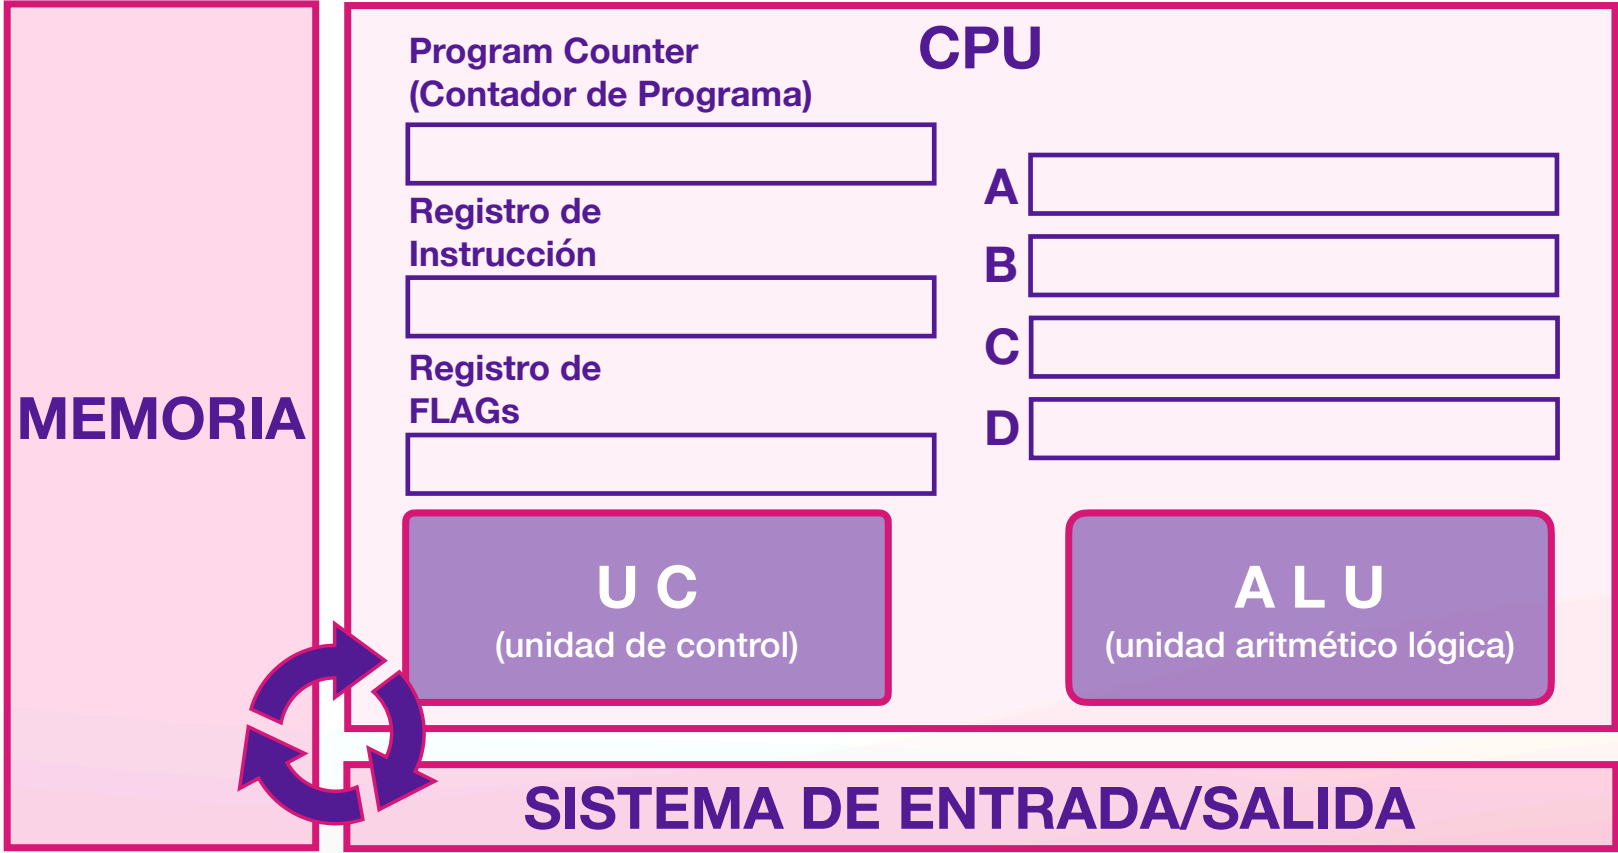 MEMORIA
CPU
Program Counter
(Contador de Programa)
Registro de
Instrucción
Registro de
FLAGs
A
B
C
D
U C
(unidad de control)
A L U
(unidad aritmético lógica)
SISTEMA DE ENTRADA/SALIDA